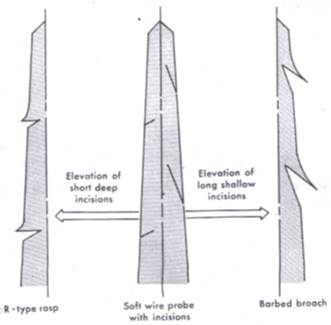 Elevation of
short deep
incisions
Elevation of
long shallow
incisions
R-type rasp
Soft wire probe
with incisions
Barbed broach